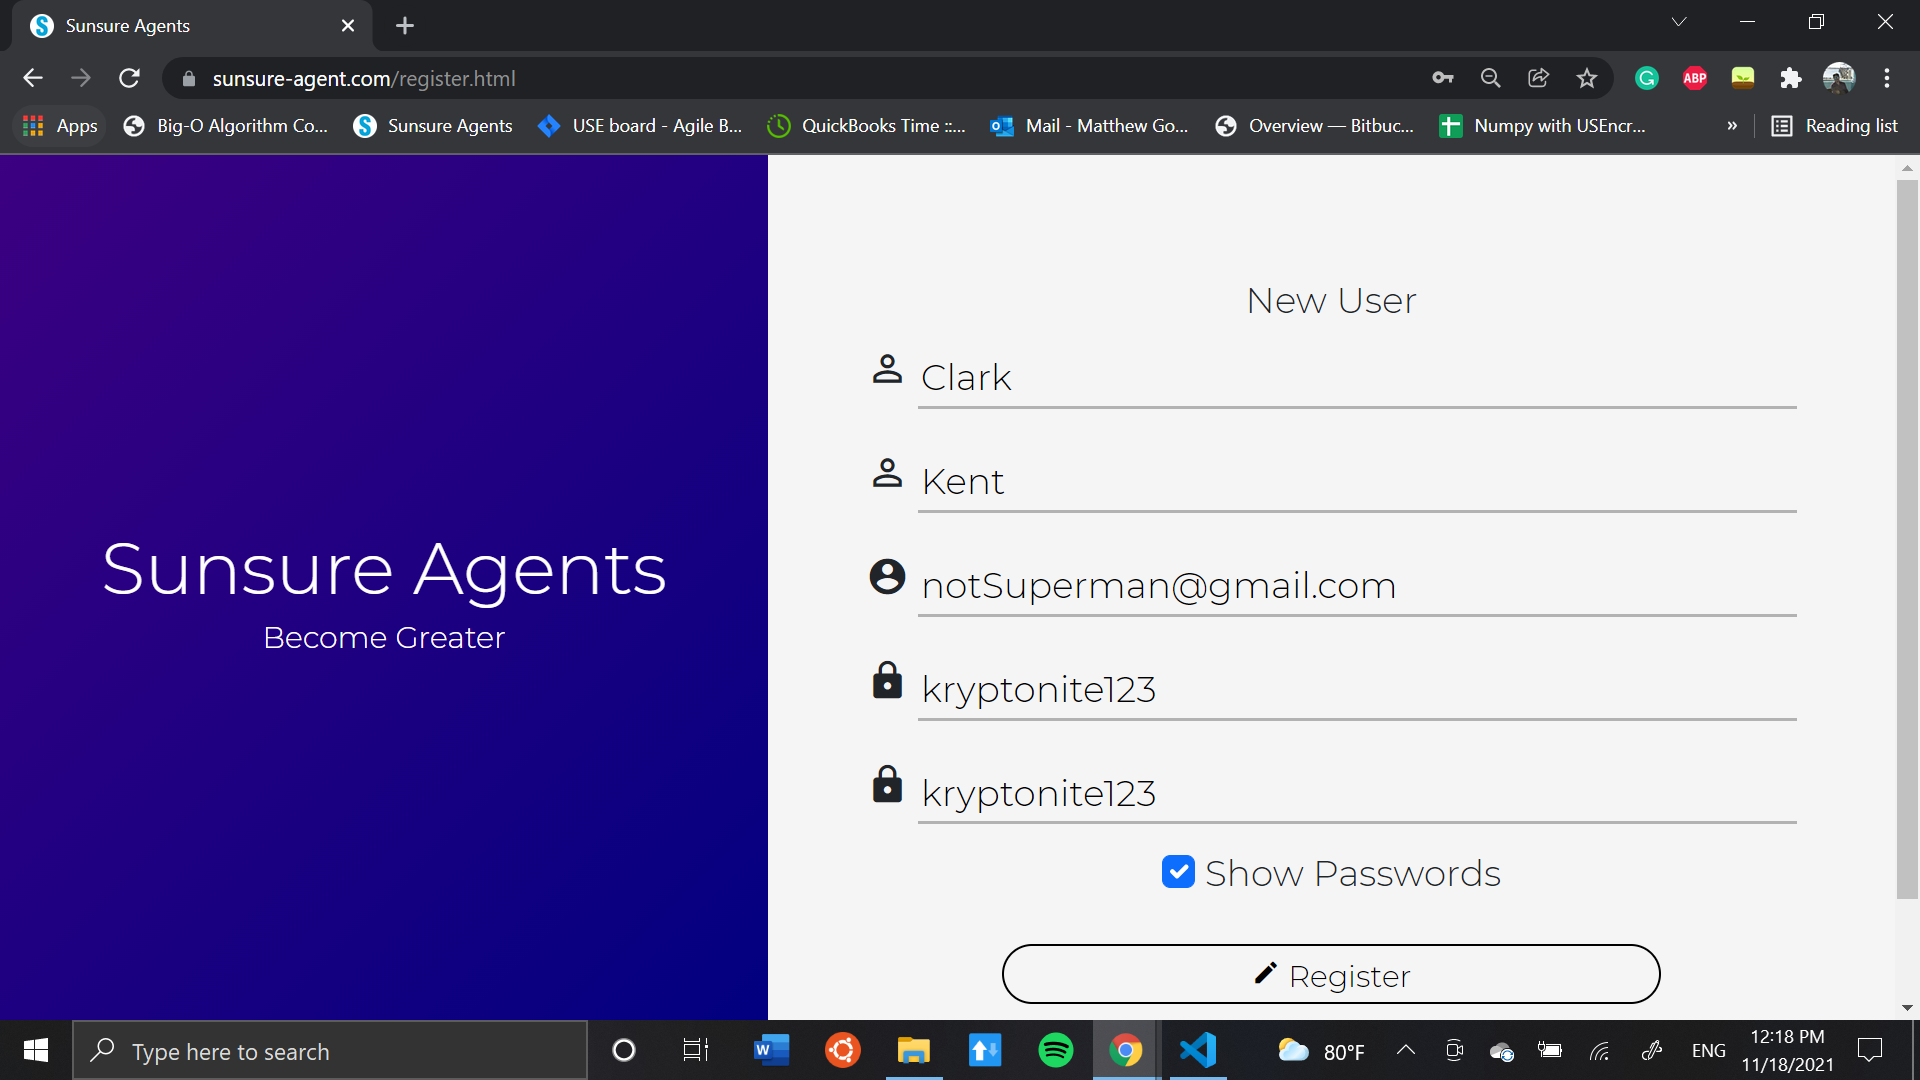 Sunsure Agents
sunsure-agent.com/register.html
ABP
Apps
Big-O Algorithm Co...
Sunsure Agents
USE board - Agile B...
QuickBooks Time ::...
Mail - Matthew Go...
Overview — Bitbuc...
Numpy with USEncr...
»
Reading list
Sunsure Agents
Become Greater
New User
Clark
Kent
notSuperman@gmail.com
kryptonite123
kryptonite123
Show Passwords
Register
Type here to search
80°F
ENG
12:18 PM
11/18/2021